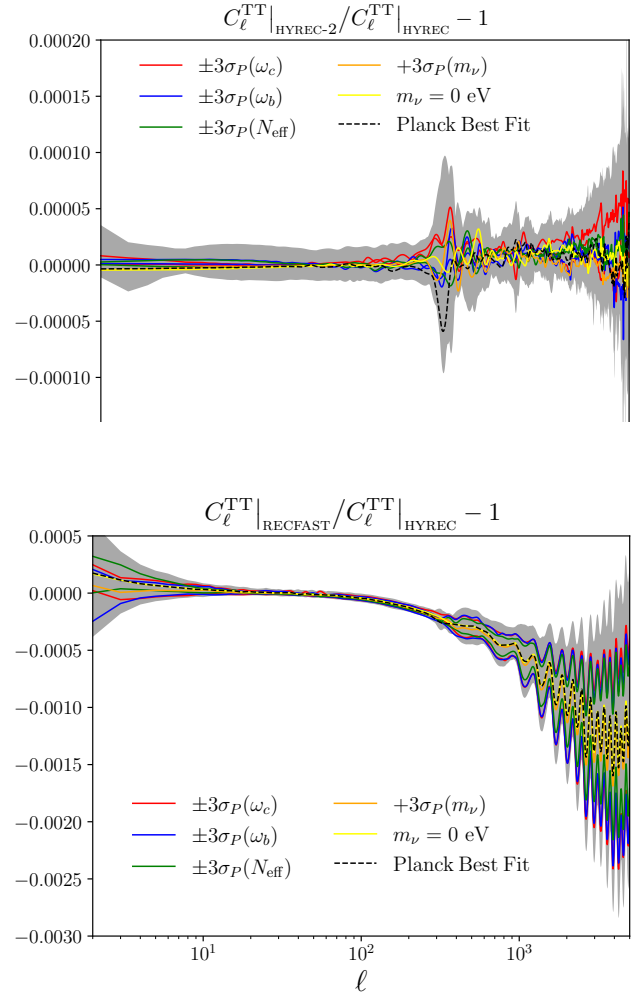 C_ℓ^TT|_HYREC-2/C_ℓ^TT|_HYREC − 1
0.00020
0.00015
0.00010
0.00005
0.00000
−0.00005
−0.00010
±3σ_P(ω_c)
±3σ_P(ω_b)
±3σ_P(N_eff)
+3σ_P(m_ν)
m_ν = 0 eV
Planck Best Fit
C_ℓ^TT|_RECFAST/C_ℓ^TT|_HYREC − 1
0.0005
0.0000
−0.0005
−0.0010
−0.0015
−0.0020
−0.0025
−0.0030
±3σ_P(ω_c)
±3σ_P(ω_b)
±3σ_P(N_eff)
+3σ_P(m_ν)
m_ν = 0 eV
Planck Best Fit
10^1 10^2 10^3
ℓ